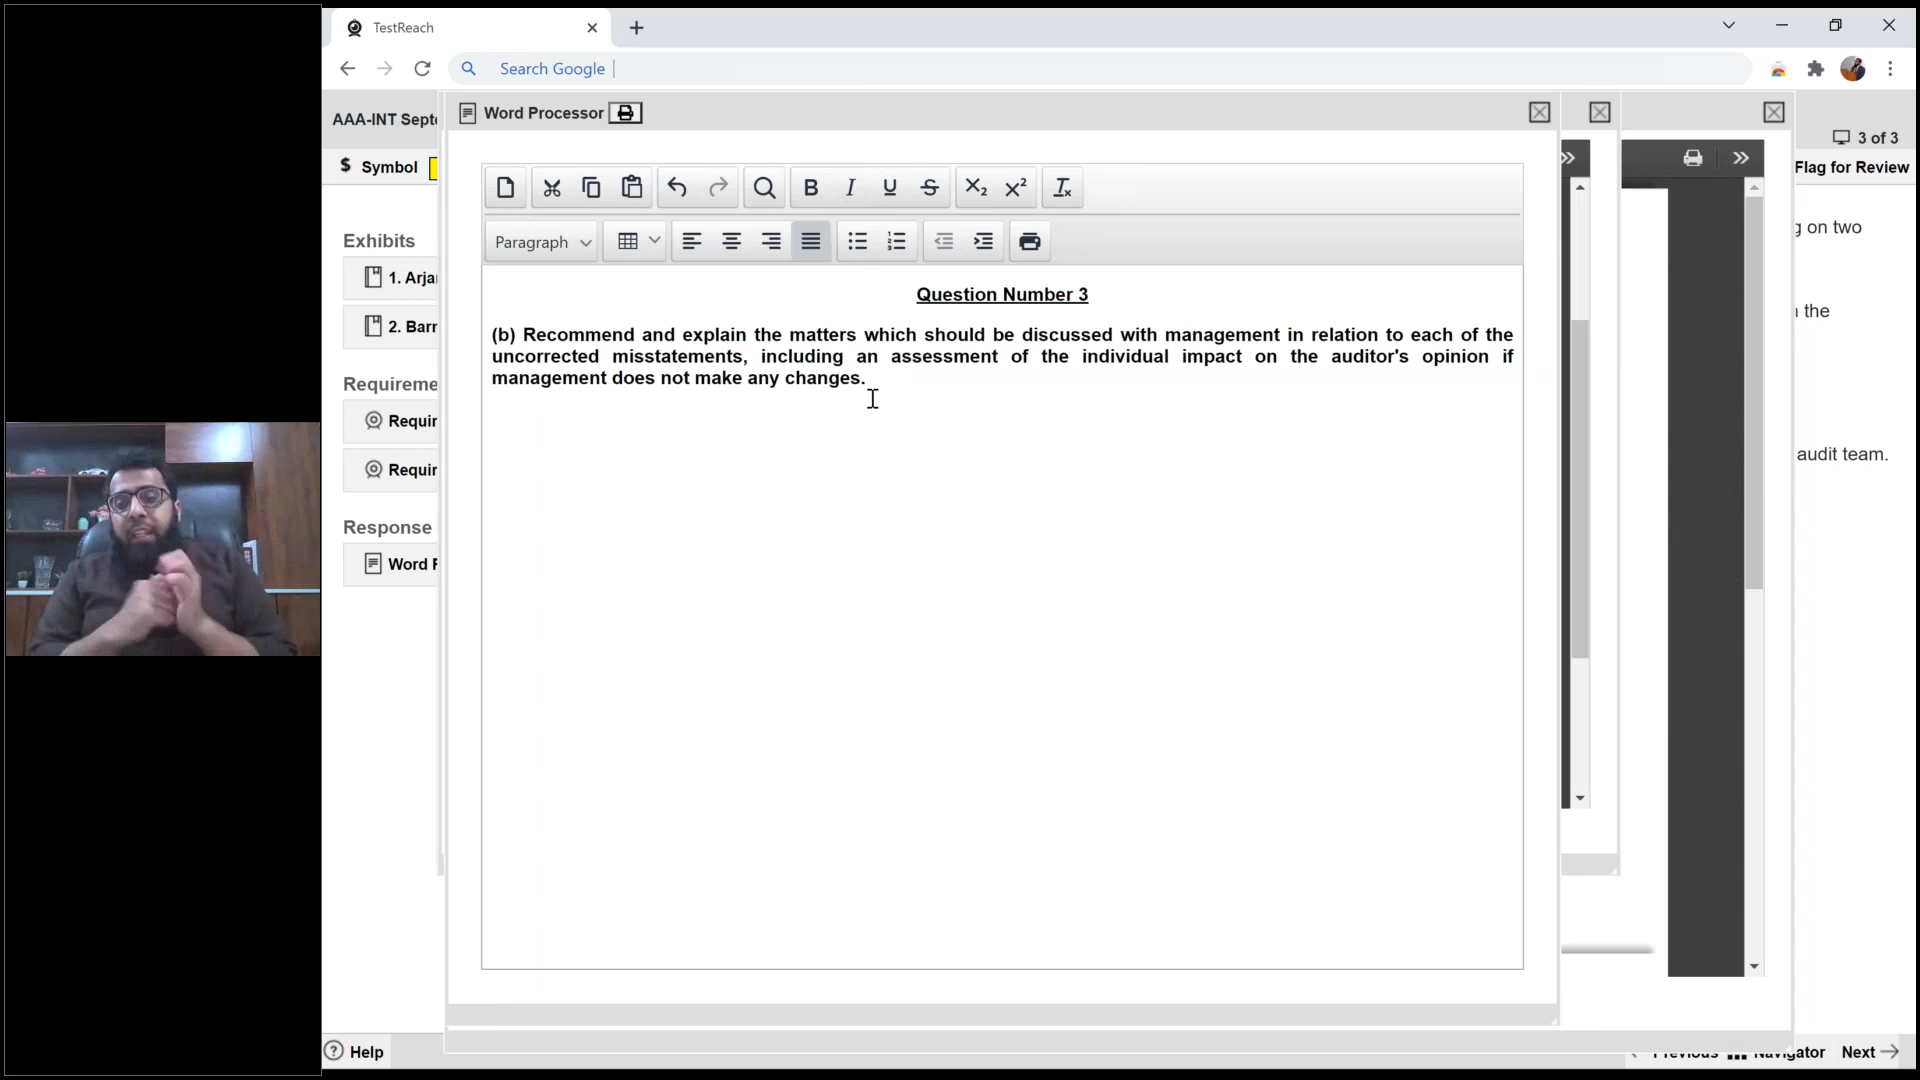 TestReach
Search Google
AAA-INT Septe
Word Processor
3 of 3
$ Symbol
Flag for Review
Paragraph
Exhibits
1. Arja
2. Barr
Requireme
Requir
Requir
Response
Word P
Question Number 3
(b) Recommend and explain the matters which should be discussed with management in relation to each of the
uncorrected misstatements, including an assessment of the individual impact on the auditor's opinion if
management does not make any changes.
g on two
the
audit team.
Help
Previous
Navigator
Next